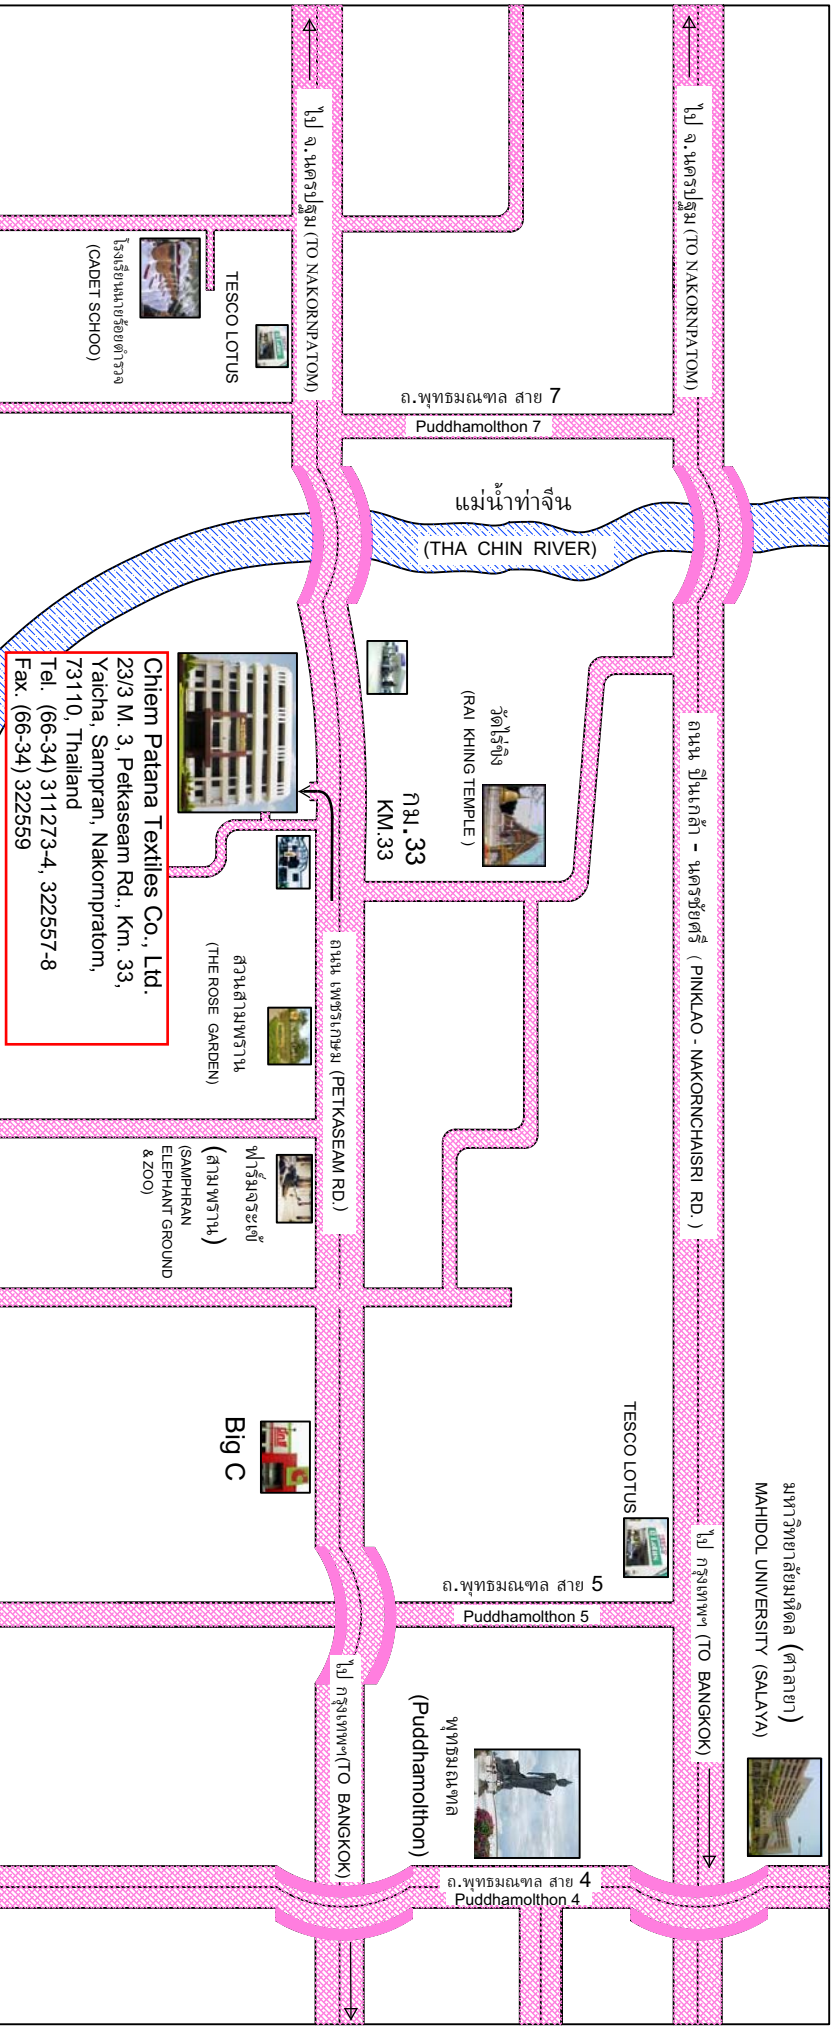 ไป จ.นครปฐม (TO NAKORNPATOM)
ไป จ.นครปฐม (TO NAKORNPATOM)
โรงเรียนนายร้อยตำรวจ
(CADET SCHOO)
TESCO LOTUS
ถ.พุทธมณฑล สาย 7
Puddhamolthon 7
แม่น้ำท่าจีน
(THA CHIN RIVER)
ถนน ปิ่นเกล้า - นครชัยศรี ( PINKLAO - NAKORNCHAISRI RD. )
วัดไร่ขิง
(RAI KHING TEMPLE )
กม.33
KM.33
Chiem Patana Textiles Co., Ltd.
23/3 M. 3, Petkaseam Rd., Km. 33,
Yaicha, Sampran, Nakornpratom,
73110, Thailand
Tel. (66-34) 311273-4, 322557-8
Fax. (66-34) 322559
ถนน เพชรเกษม (PETKASEAM RD.)
สวนสามพราน
(THE ROSE GARDEN)
ฟาร์มจระเข้
(สามพราน)
(SAMPHRAN
ELEPHANT GROUND
& ZOO)
Big C
TESCO LOTUS
มหาวิทยาลัยมหิดล (ศาลายา)
MAHIDOL UNIVERSITY (SALAYA)
ไป กรุงเทพฯ (TO BANGKOK)
ถ.พุทธมณฑล สาย 5
Puddhamolthon 5
ไป กรุงเทพฯ(TO BANGKOK)
พุทธมณฑล
(Puddhamolthon)
ถ.พุทธมณฑล สาย 4
Puddhamolthon 4